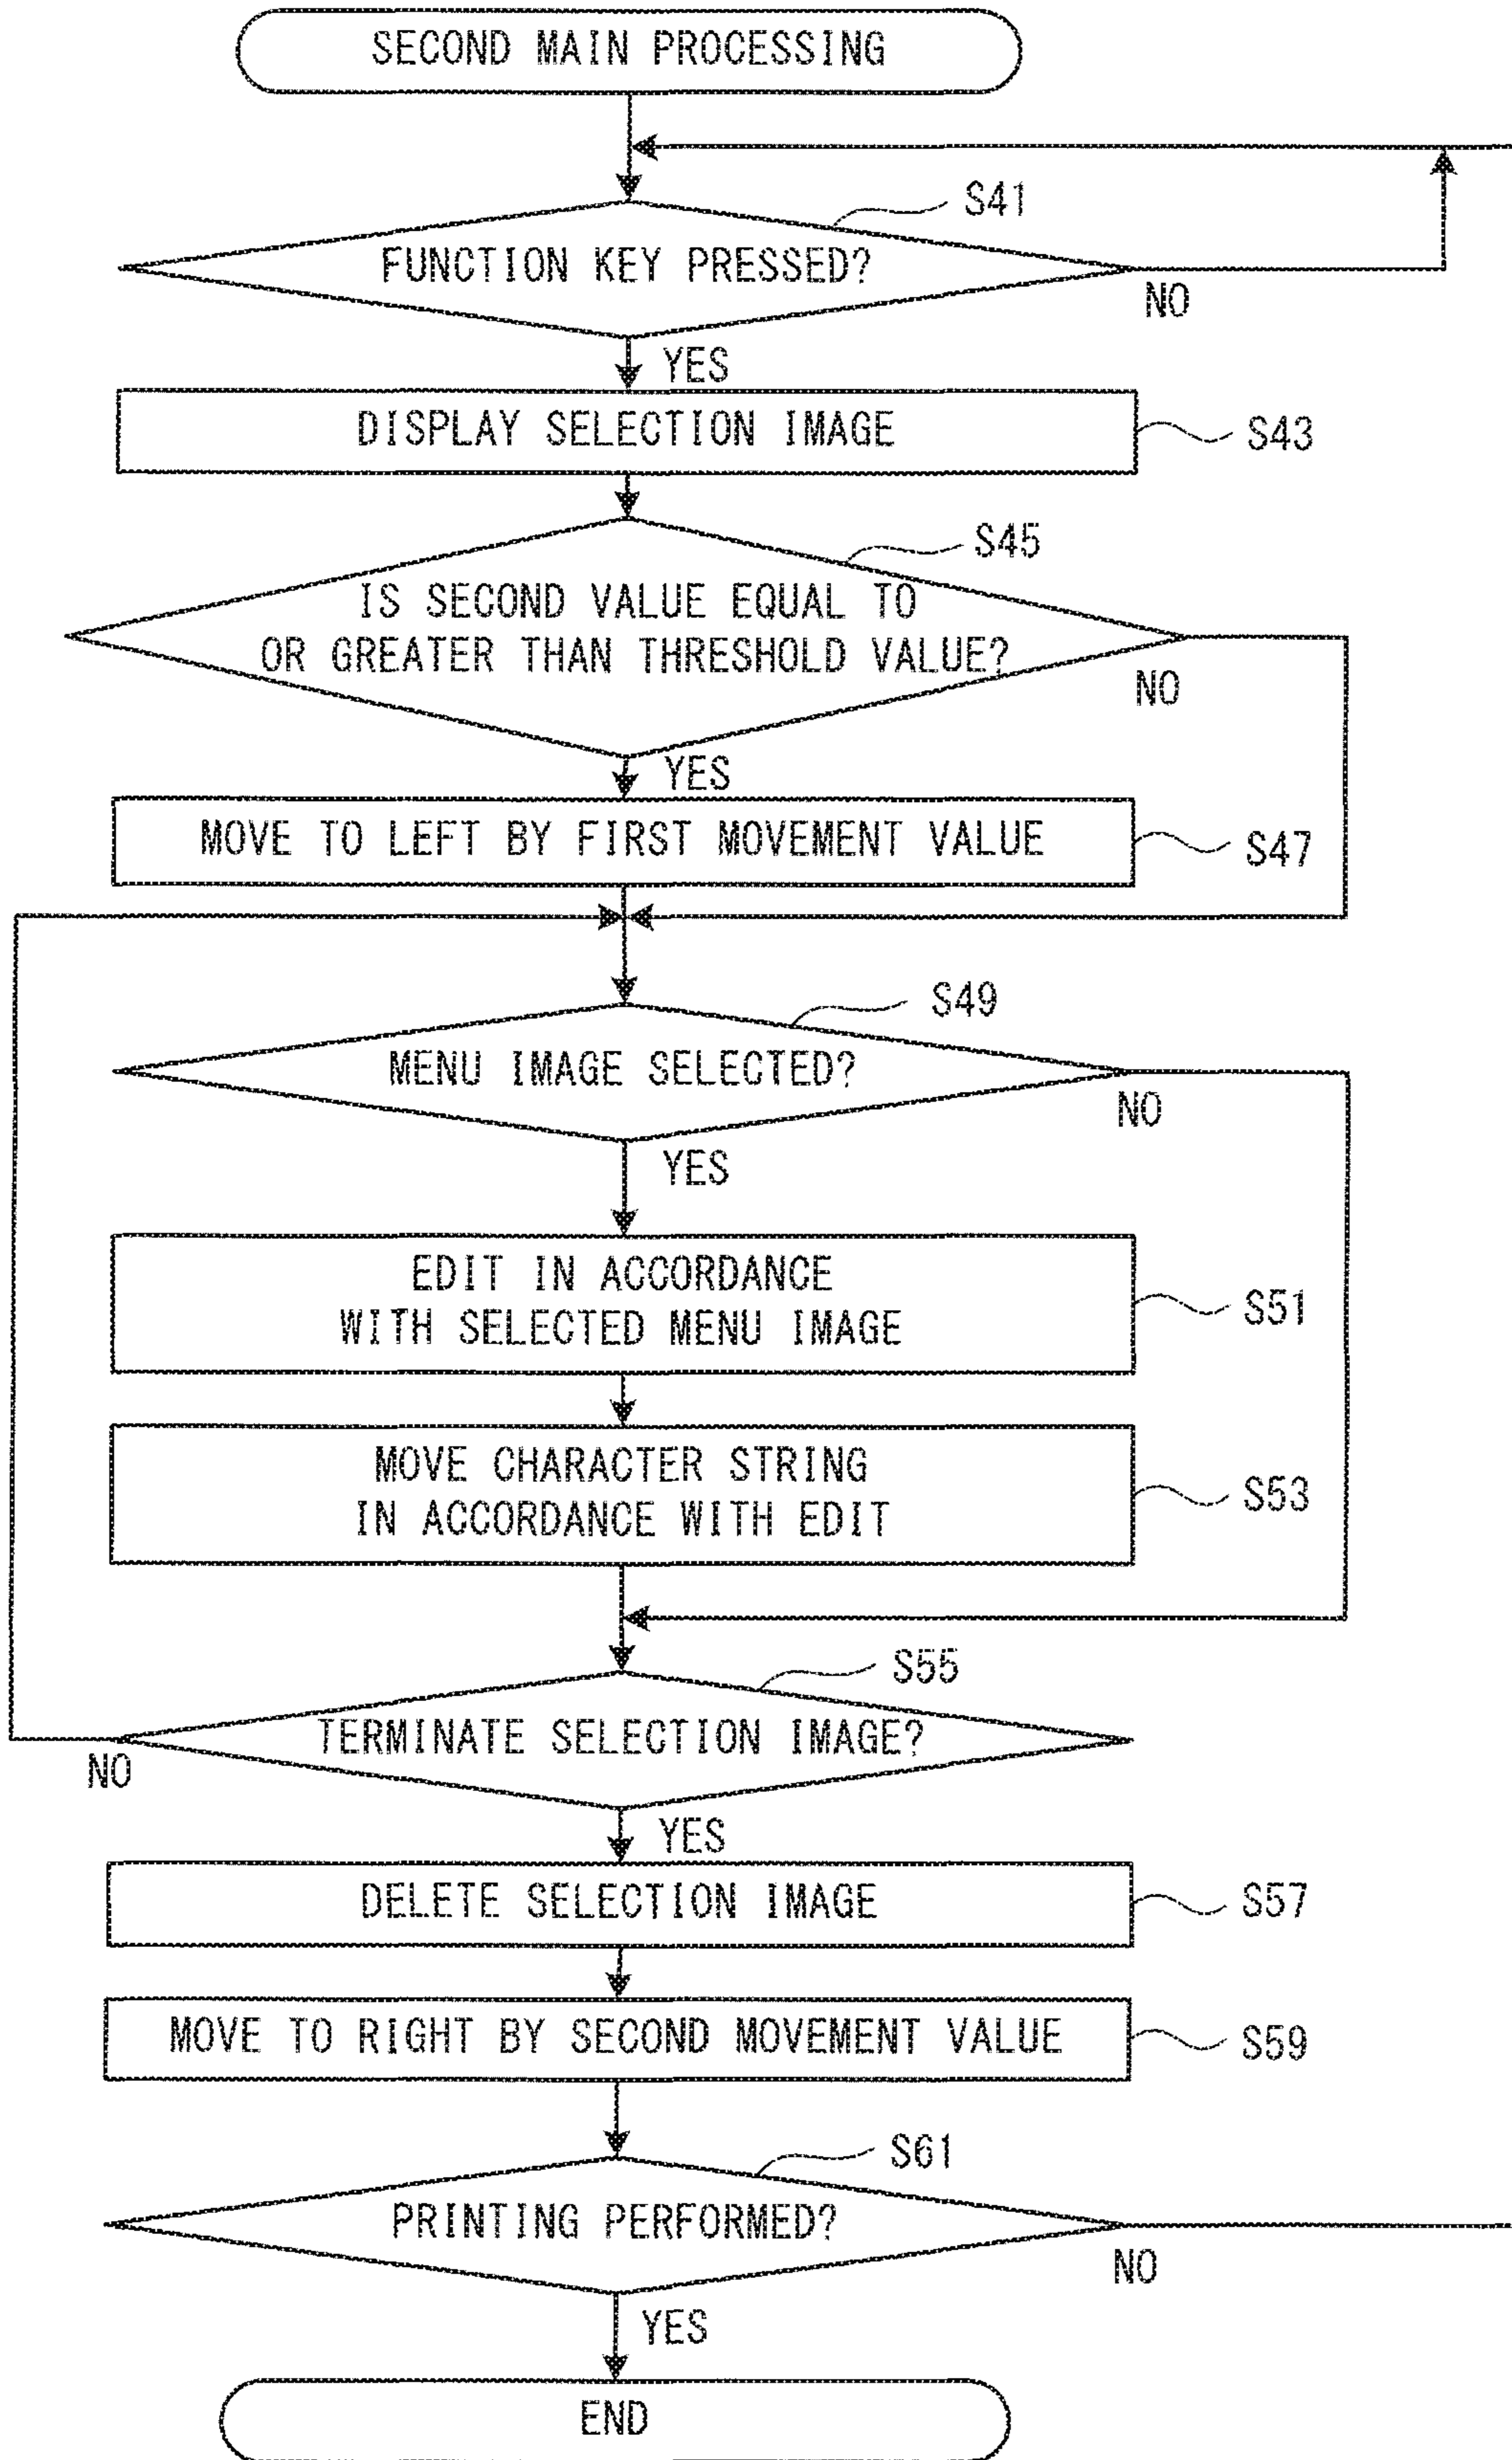 SECOND MAIN PROCESSING
S41
FUNCTION KEY PRESSED?
NO
YES
DISPLAY SELECTION IMAGE
S43
S45
IS SECOND VALUE EQUAL TO
OR GREATER THAN THRESHOLD VALUE?
NO
YES
MOVE TO LEFT BY FIRST MOVEMENT VALUE
S47
S49
MENU IMAGE SELECTED?
NO
YES
EDIT IN ACCORDANCE
WITH SELECTED MENU IMAGE
S51
MOVE CHARACTER STRING
IN ACCORDANCE WITH EDIT
S53
S55
TERMINATE SELECTION IMAGE?
NO
YES
DELETE SELECTION IMAGE
S57
MOVE TO RIGHT BY SECOND MOVEMENT VALUE
S59
S61
PRINTING PERFORMED?
NO
YES
END